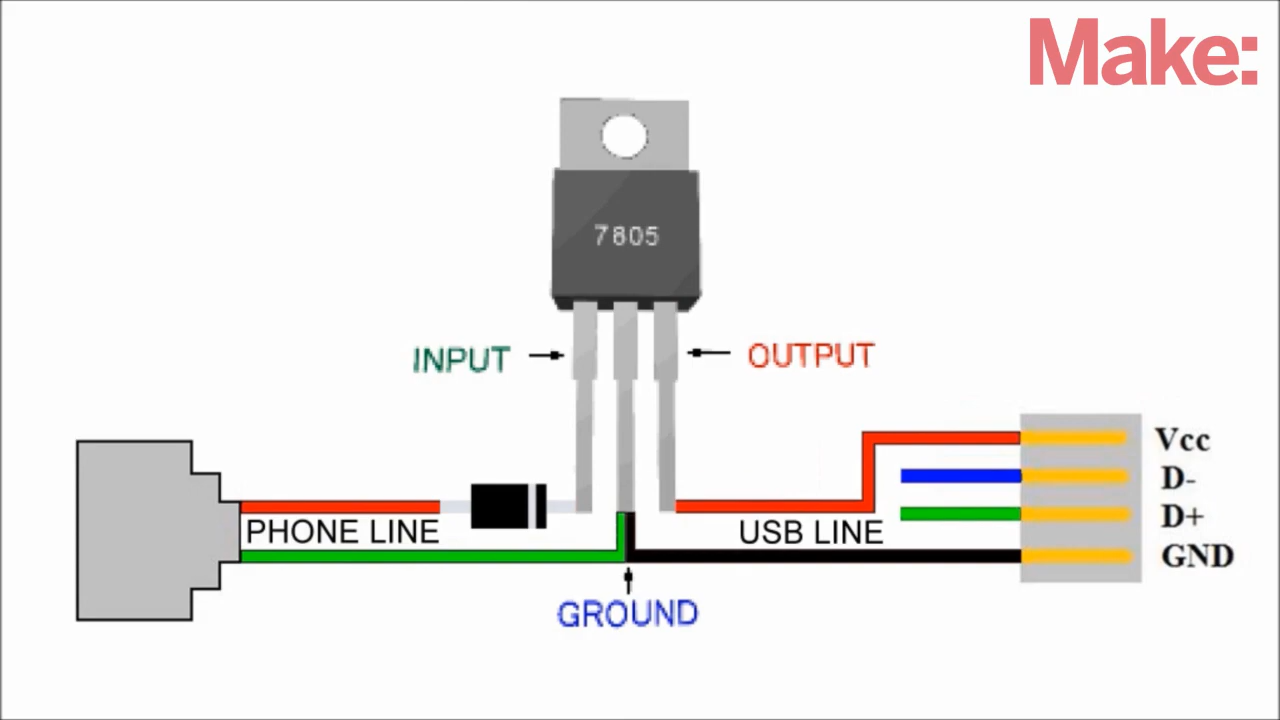 Make:
7805
INPUT
OUTPUT
Vcc
D-
D+
PHONE LINE
USB LINE
GND
GROUND